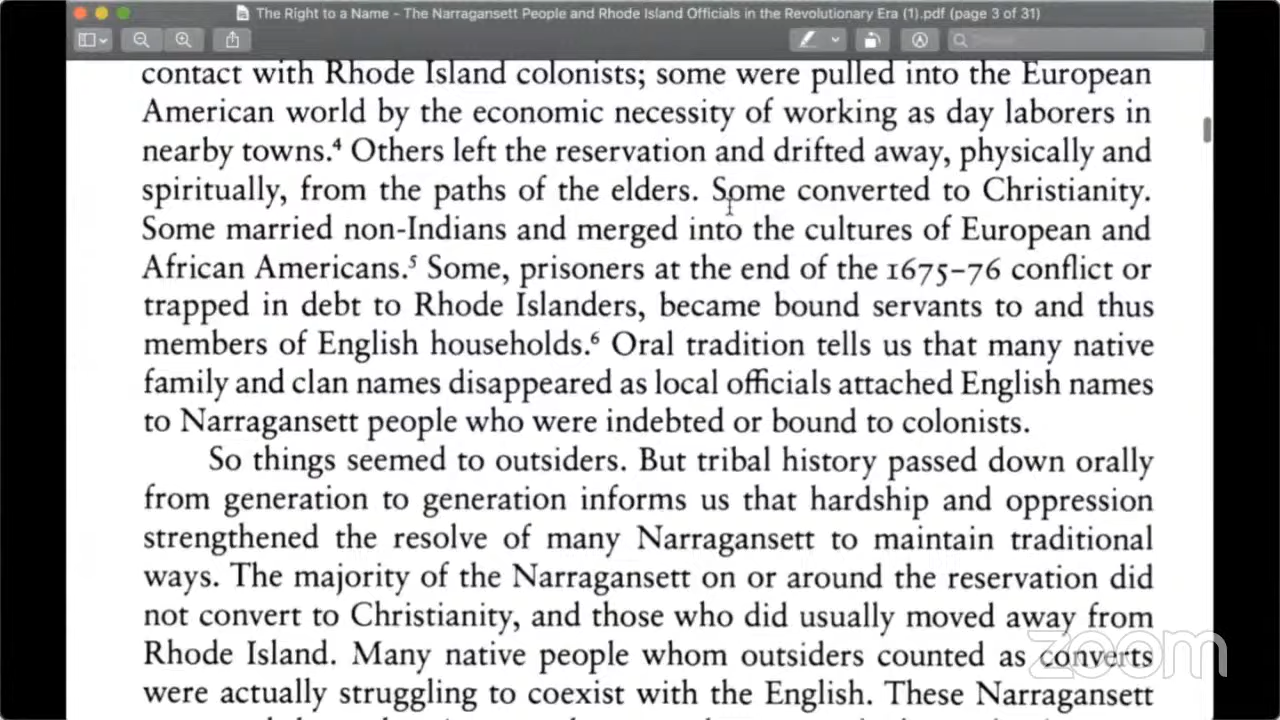 The Right to a Name - The Narragansett People and Rhode Island Officials in the Revolutionary Era (1).pdf (page 3 of 31)
contact with Rhode Island colonists; some were pulled into the European
American world by the economic necessity of working as day laborers in
nearby towns.⁴ Others left the reservation and drifted away, physically and
spiritually, from the paths of the elders. Some converted to Christianity.
Some married non-Indians and merged into the cultures of European and
African Americans.⁵ Some, prisoners at the end of the 1675–76 conflict or
trapped in debt to Rhode Islanders, became bound servants to and thus
members of English households.⁶ Oral tradition tells us that many native
family and clan names disappeared as local officials attached English names
to Narragansett people who were indebted or bound to colonists.
So things seemed to outsiders. But tribal history passed down orally
from generation to generation informs us that hardship and oppression
strengthened the resolve of many Narragansett to maintain traditional
ways. The majority of the Narragansett on or around the reservation did
not convert to Christianity, and those who did usually moved away from
Rhode Island. Many native people whom outsiders counted as converts
were actually struggling to coexist with the English. These Narragansett
zoom